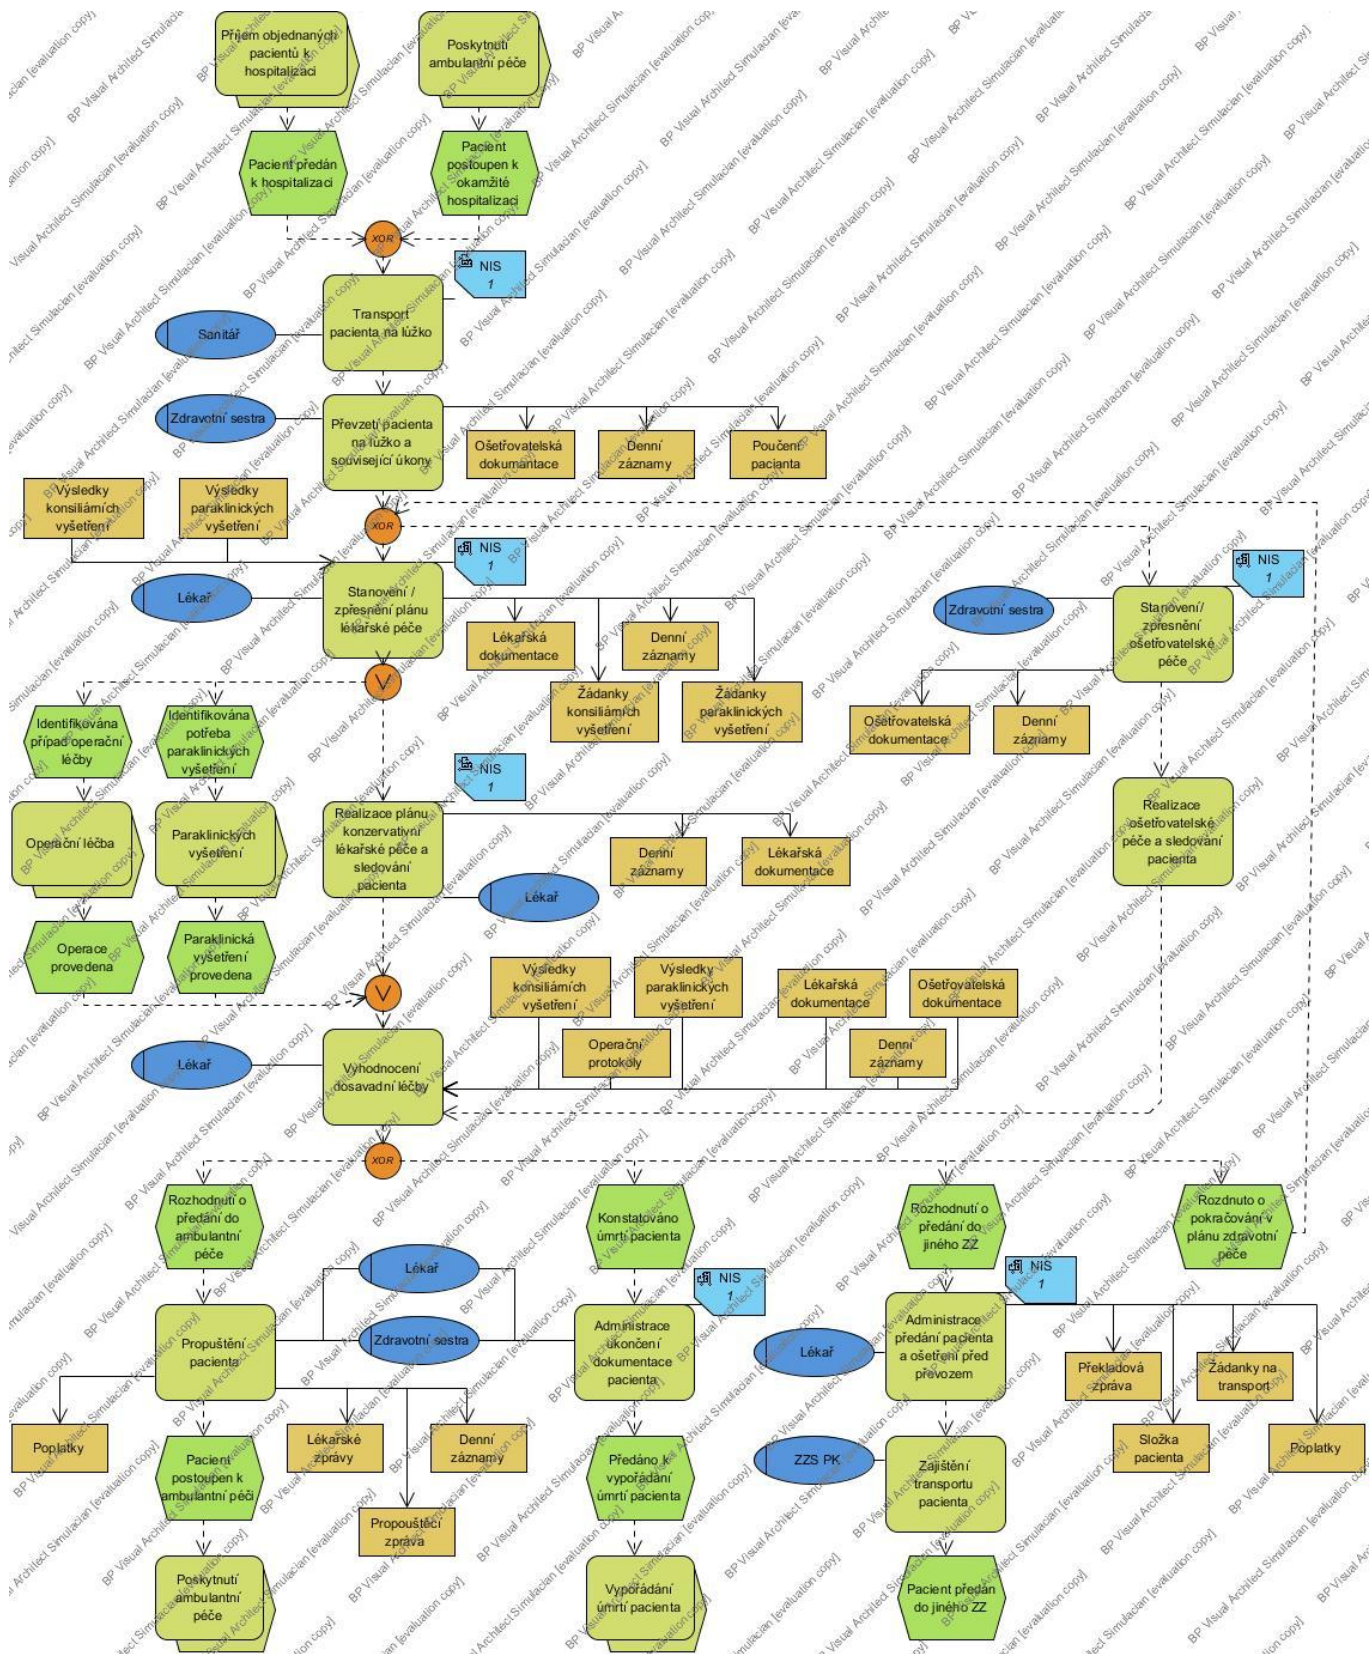 Příjem objednaných
pacientů k
hospitalizaci
Poskytnutí
ambulantní péče
Pacient předán
k hospitalizaci
Pacient
postoupen k
okamžité
hospitalizaci
XOR
NIS
1
Transport
pacienta na lůžko
Sanitář
Zdravotní sestra
Převzetí pacienta
na lůžko a
související úkony
Ošetřovatelská
dokumantace
Denní
záznamy
Poučení
pacianta
Výsledky
konsiliárních
vyšetření
Výsledky
paraklinických
vyšetření
XOR
NIS
1
NIS
1
Lékař
Stanovení /
zpřesnění plánu
lékařské péče
Zdravotní sestra
Stanovení/
zpresnění
ošetřovatelské
péče
Lékařská
dokumentace
Denní
záznamy
Žádanky
konsiliárních
vyšetření
Žádanky
paraklinických
vyšetření
V
Identifikována
případ operační
léčby
Identifikována
potřeba
paraklinických
vyšetření
Ošetřovatelská
dokumentace
Denní
záznamy
NIS
1
Operační léčba
Paraklinických
vyšetření
Realizace plánu
konzervativní
lékařské péče a
sledování
pacienta
Realizace
ošetřovatelské
péče a sledování
pacienta
Denní
záznamy
Lékařská
dokumentace
Lékař
Operace
provedena
Paraklinická
vyšetření
provedena
V
Výsledky
konsiliárních
vyšetření
Výsledky
paraklinických
vyšetření
Lékařská
dokumentace
Ošetřovatelská
dokumentace
Operační
protokoly
Denní
záznamy
Lékař
Vyhodnocení
dosavadní léčby
XOR
Rozhodnutí o
předání do
ambulantní
péče
Konstatováno
úmrtí pacienta
Rozhodnutí o
předání do
jiného ZZ
Rozdnuto o
pokračování v
plánu zdravotní
péče
Lékař
NIS
1
NIS
1
Propuštění
pacienta
Zdravotní sestra
Administrace
ukončení
dokumentace
pacienta
Lékař
Administrace
předání pacienta
a ošetření před
převozem
Překladová
zpráva
Žádanky na
transport
Poplatky
Pacient
postoupen k
ambulantní péči
Lékařské
zprávy
Denní
záznamy
Předáno k
vypořádání
úmrtí pacienta
ZZS PK
Zajištění
transportu
pacienta
Složka
pacienta
Poplatky
Propouštěcí
zpráva
Poskytnutí
ambulantní
péče
Vypořádání
úmrtí pacienta
Pacient předán
do jiného ZZ
BP Visual Architect Simulacian [evaluation copy]